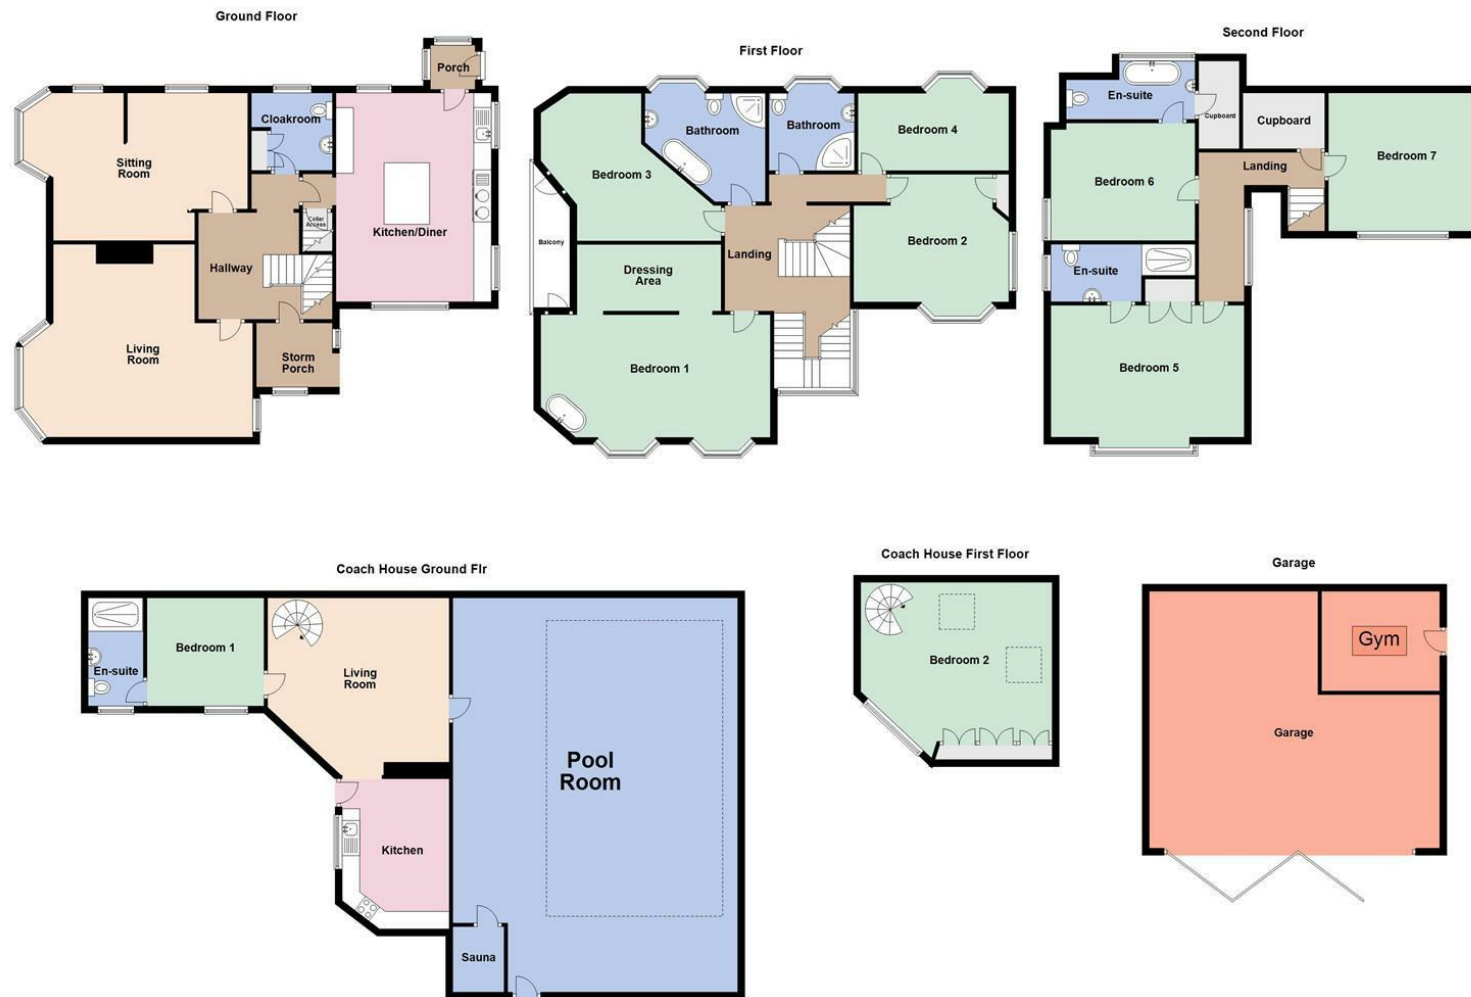 Ground Floor
Porch
Cloakroom
Sitting
Room
Cellar
Access
Kitchen/Diner
Hallway
Living
Room
Storm
Porch
First Floor
Bathroom
Bathroom
Bedroom 4
Bedroom 3
Balcony
Bedroom 2
Landing
Dressing
Area
Bedroom 1
Second Floor
En-suite
Cupboard
Cupboard
Bedroom 7
Landing
Bedroom 6
En-suite
Bedroom 5
Coach House Ground Flr
Bedroom 1
En-suite
Living
Room
Pool
Room
Kitchen
Sauna
Coach House First Floor
Bedroom 2
Garage
Gym
Garage